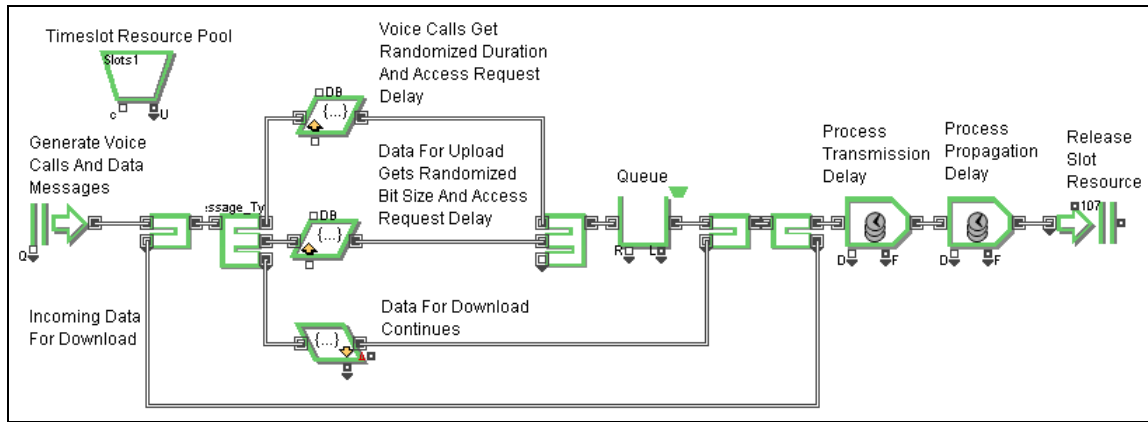 Timeslot Resource Pool
Slots1
c
U
Voice Calls Get
Randomized Duration
And Access Request
Delay
DB
{...}
Generate Voice
Calls And Data
Messages
Q
ssage_Ty
Data For Upload
Gets Randomized
Bit Size And Access
Request Delay
DB
{...}
Queue
R
L
Process
Transmission
Delay
D
F
Process
Propagation
Delay
D
F
Release
Slot
Resource
107
Incoming Data
For Download
Data For Download
Continues
{...}
A